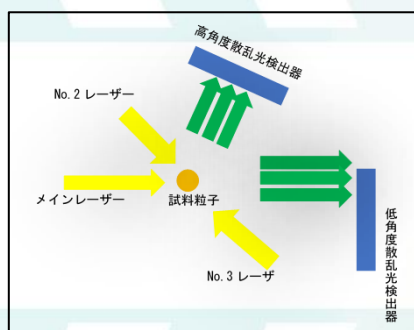 高角度散乱光検出器
No.2 レーザー
メインレーザー
試料粒子
No.3 レーザ
低角度散乱光検出器